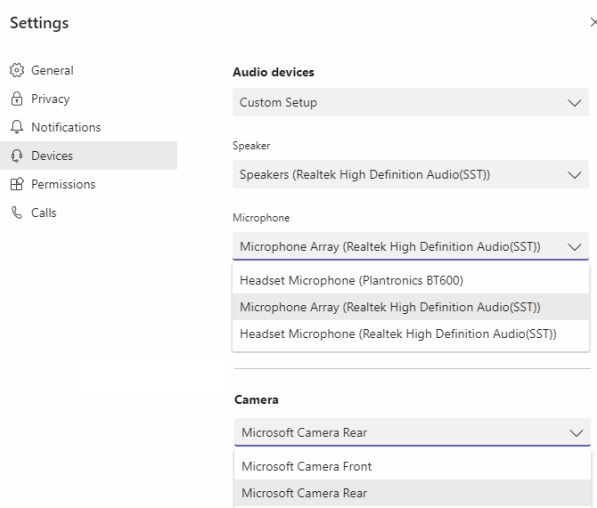 Settings
General
Privacy
Notifications
Devices
Permissions
Calls
Audio devices
Custom Setup
Speaker
Speakers (Realtek High Definition Audio(SST))
Microphone
Microphone Array (Realtek High Definition Audio(SST))
Headset Microphone (Plantronics BT600)
Microphone Array (Realtek High Definition Audio(SST))
Headset Microphone (Realtek High Definition Audio(SST))
Camera
Microsoft Camera Rear
Microsoft Camera Front
Microsoft Camera Rear